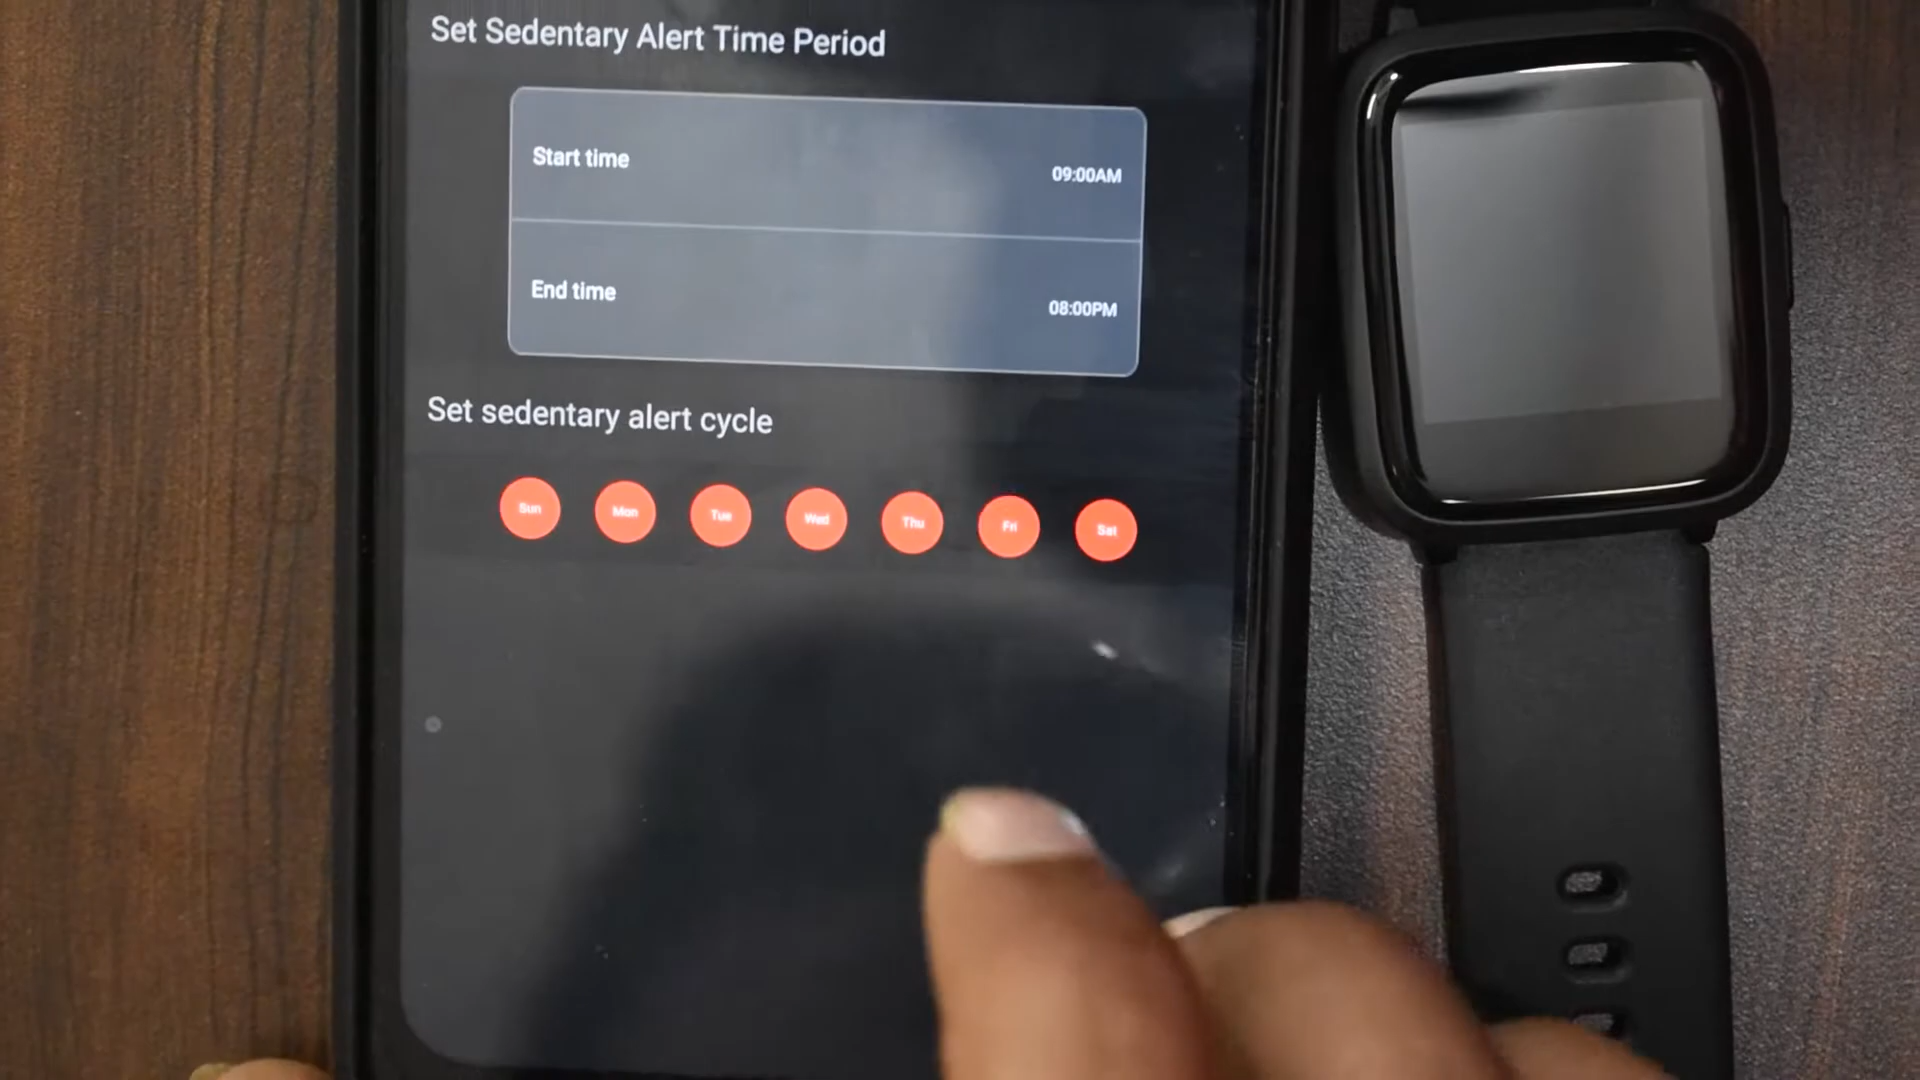 Set Sedentary Alert Time Period
Start time 09:00AM
End time 08:00PM
Set sedentary alert cycle
Sun Mon Tue Wed Thu Fri Sat